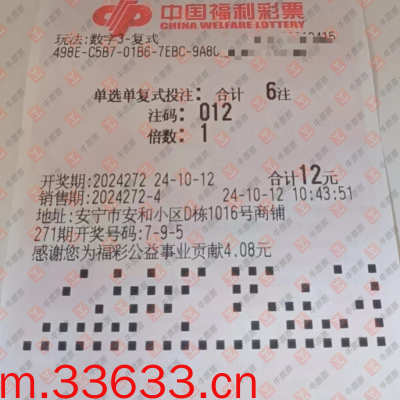 中国福利彩票
CHINA WELFARE LOTTERY
玩法:数字3-复式
498E-C5B7-01B6-7EBC-9A8C
单选单复式投注: 合计 6注
注码: 012
倍数: 1
开奖期:2024272 24-10-12 合计12元
销售期:2024272-4 24-10-12 10:43:51
地址:安宁市安和小区D栋1016号商铺
271期开奖号码:7-9-5
感谢您为福彩公益事业贡献4.08元
m.33633.cn